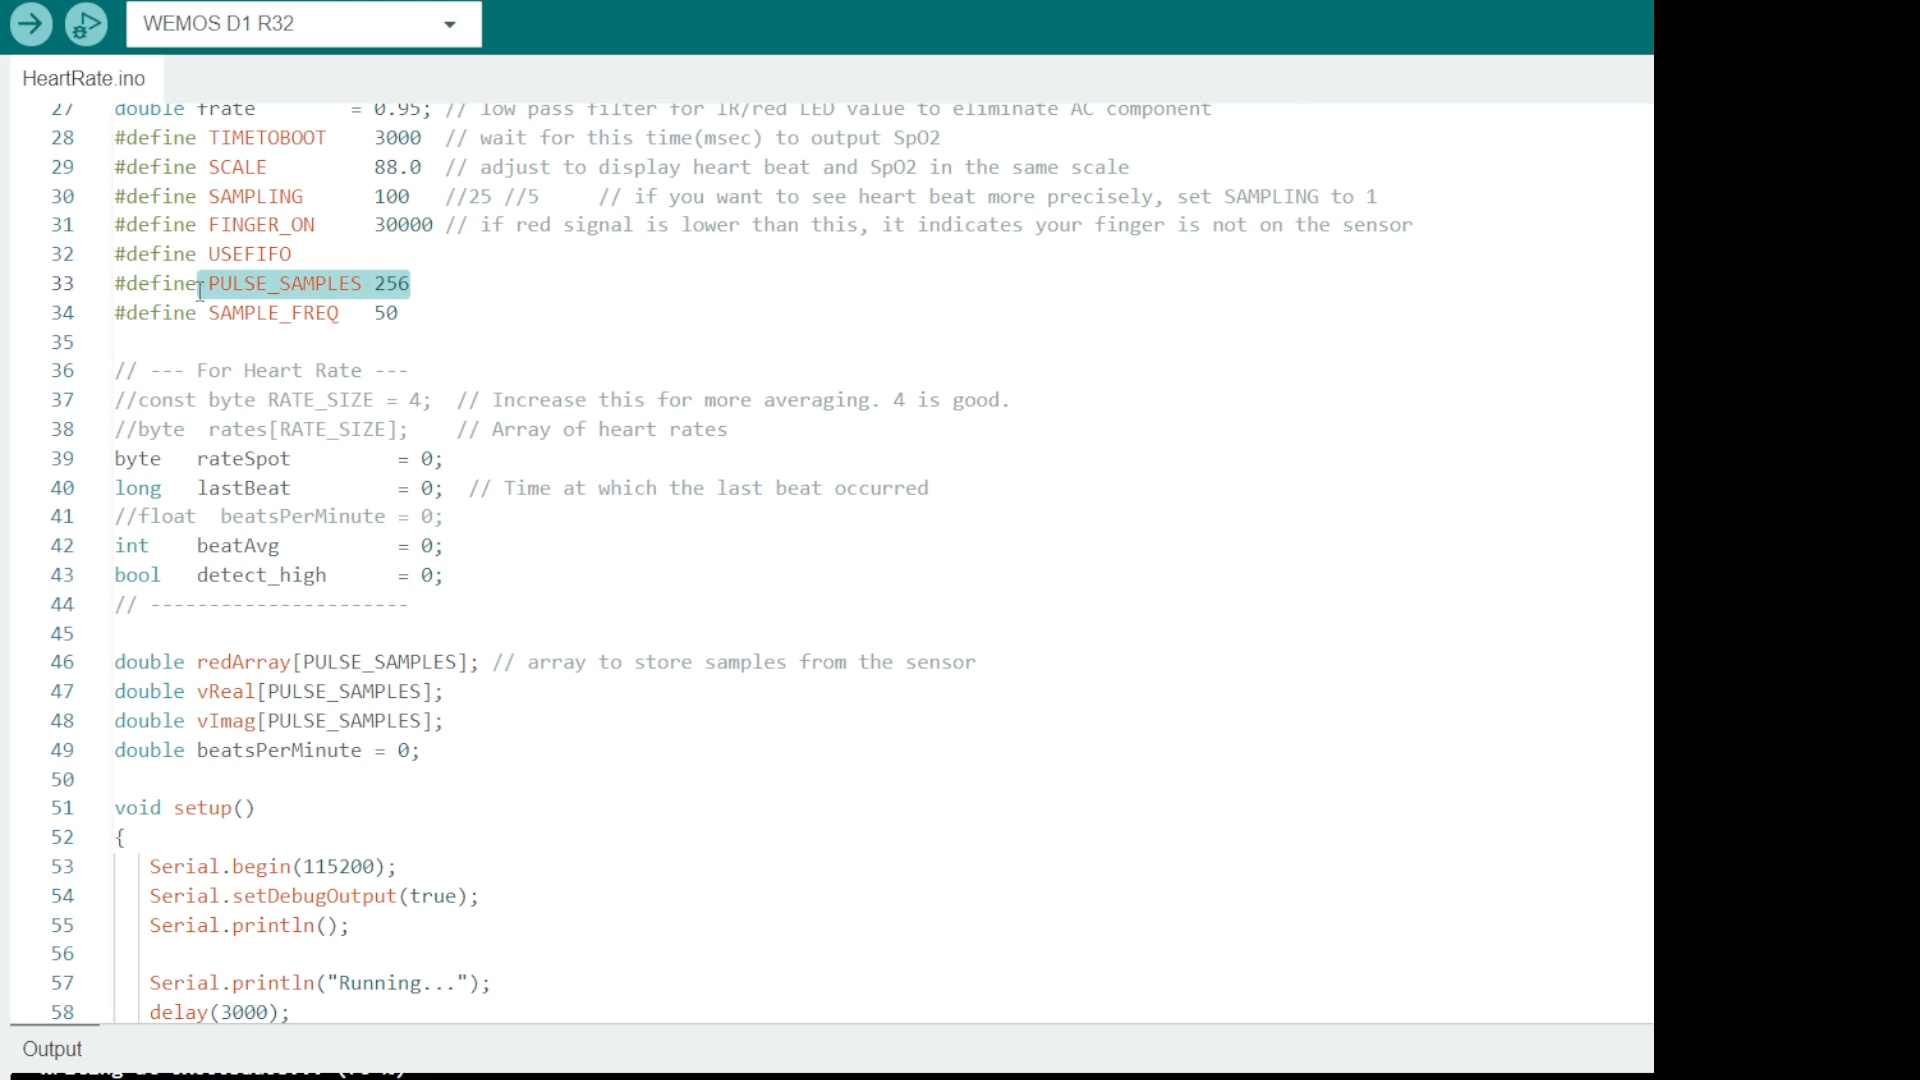 WEMOS D1 R32
HeartRate.ino
27 double frate = 0.95; // low pass filter for IR/red LED value to eliminate AC component
28 #define TIMETOBOOT 3000 // wait for this time(msec) to output SpO2
29 #define SCALE 88.0 // adjust to display heart beat and SpO2 in the same scale
30 #define SAMPLING 100 //25 //5 // if you want to see heart beat more precisely, set SAMPLING to 1
31 #define FINGER_ON 30000 // if red signal is lower than this, it indicates your finger is not on the sensor
32 #define USEFIFO
33 #define PULSE_SAMPLES 256
34 #define SAMPLE_FREQ 50
35
36 // --- For Heart Rate ---
37 //const byte RATE_SIZE = 4; // Increase this for more averaging. 4 is good.
38 //byte rates[RATE_SIZE]; // Array of heart rates
39 byte rateSpot = 0;
40 long lastBeat = 0; // Time at which the last beat occurred
41 //float beatsPerMinute = 0;
42 int beatAvg = 0;
43 bool detect_high = 0;
44 // ----------------------
45
46 double redArray[PULSE_SAMPLES]; // array to store samples from the sensor
47 double vReal[PULSE_SAMPLES];
48 double vImag[PULSE_SAMPLES];
49 double beatsPerMinute = 0;
50
51 void setup()
52 {
53 Serial.begin(115200);
54 Serial.setDebugOutput(true);
55 Serial.println();
56
57 Serial.println("Running...");
58 delay(3000);
Output